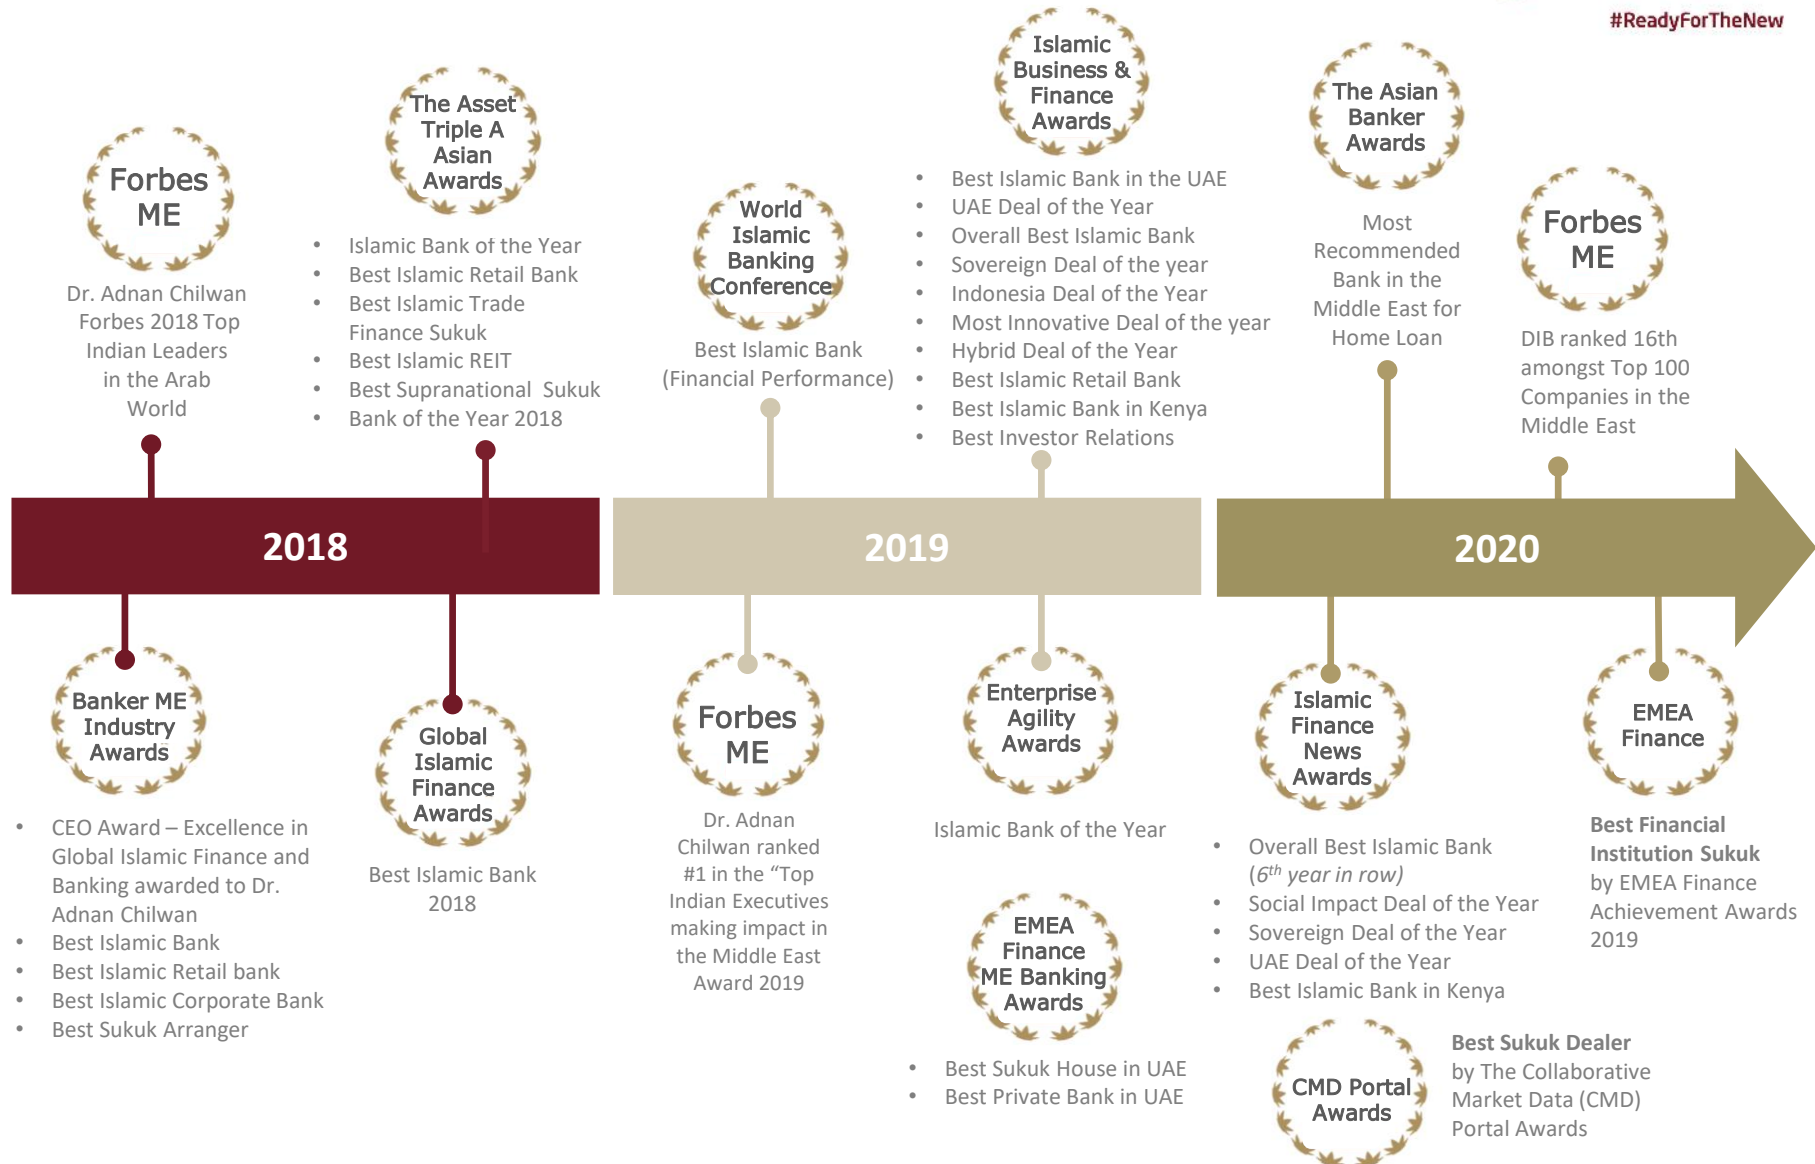 #ReadyForTheNew
Forbes
ME
Dr. Adnan Chilwan
Forbes 2018 Top
Indian Leaders
in the Arab
World
The Asset
Triple A
Asian
Awards
• Islamic Bank of the Year
• Best Islamic Retail Bank
• Best Islamic Trade
Finance Sukuk
• Best Islamic REIT
• Best Supranational Sukuk
• Bank of the Year 2018
World
Islamic
Banking
Conference
Best Islamic Bank
(Financial Performance)
Islamic
Business &
Finance
Awards
• Best Islamic Bank in the UAE
• UAE Deal of the Year
• Overall Best Islamic Bank
• Sovereign Deal of the year
• Indonesia Deal of the Year
• Most Innovative Deal of the year
• Hybrid Deal of the Year
• Best Islamic Retail Bank
• Best Islamic Bank in Kenya
• Best Investor Relations
The Asian
Banker
Awards
Most
Recommended
Bank in the
Middle East for
Home Loan
Forbes
ME
DIB ranked 16th
amongst Top 100
Companies in the
Middle East
2018
2019
2020
Banker ME
Industry
Awards
• CEO Award – Excellence in
Global Islamic Finance and
Banking awarded to Dr.
Adnan Chilwan
• Best Islamic Bank
• Best Islamic Retail bank
• Best Islamic Corporate Bank
• Best Sukuk Arranger
Global
Islamic
Finance
Awards
Best Islamic Bank
2018
Forbes
ME
Dr. Adnan
Chilwan ranked
#1 in the “Top
Indian Executives
making impact in
the Middle East
Award 2019
Enterprise
Agility
Awards
Islamic Bank of the Year
EMEA
Finance
ME Banking
Awards
• Best Sukuk House in UAE
• Best Private Bank in UAE
Islamic
Finance
News
Awards
• Overall Best Islamic Bank
(6th year in row)
• Social Impact Deal of the Year
• Sovereign Deal of the Year
• UAE Deal of the Year
• Best Islamic Bank in Kenya
EMEA
Finance
Best Financial
Institution Sukuk
by EMEA Finance
Achievement Awards
2019
CMD Portal
Awards
Best Sukuk Dealer
by The Collaborative
Market Data (CMD)
Portal Awards